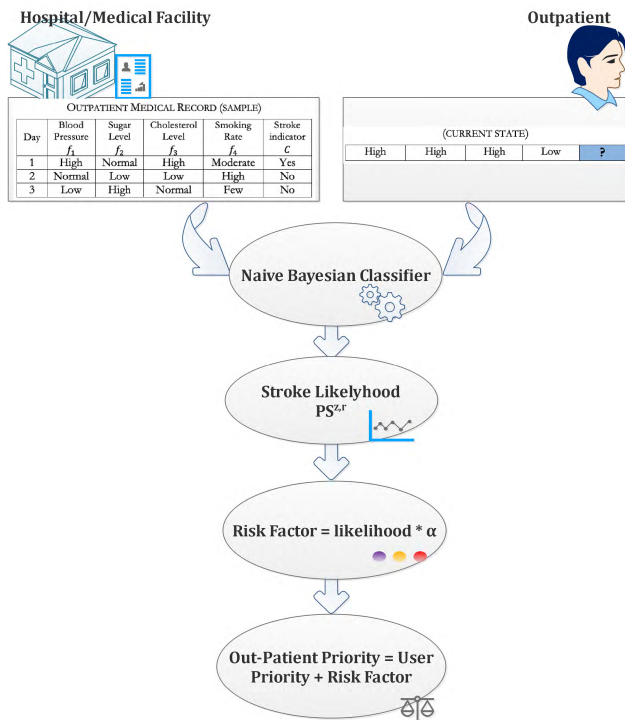 Hospital/Medical Facility
Outpatient
OUTPATIENT MEDICAL RECORD (SAMPLE)
Day Blood Pressure f₁ Sugar Level f₂ Cholesterol Level f₃ Smoking Rate f₄ Stroke indicator C
1 High Normal High Moderate Yes
2 Normal Low Low High No
3 Low High Normal Few No
(CURRENT STATE)
High High High Low ?
Naive Bayesian Classifier
Stroke Likelyhood
PSᶻ,ʳ
Risk Factor = likelihood * α
Out-Patient Priority = User
Priority + Risk Factor